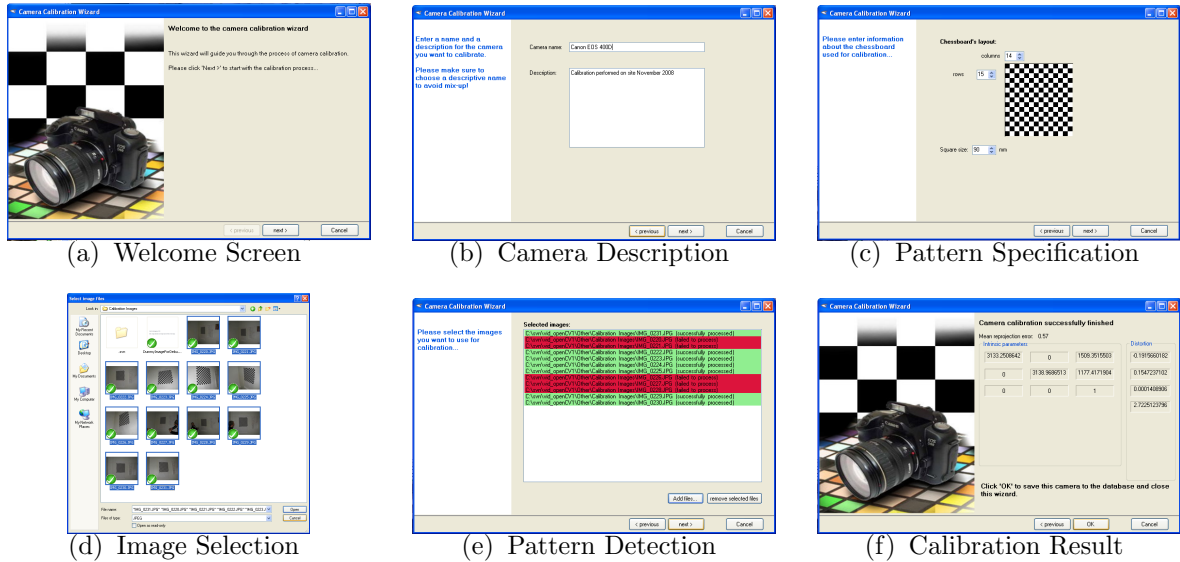 Camera Calibration Wizard
Welcome to the camera calibration wizard
This wizard will guide you through the process of camera calibration.
Please click 'Next >' to start with the calibration process...
< previous
next >
Cancel
(a) Welcome Screen
Camera Calibration Wizard
Enter a name and a
description for the camera
you want to calibrate.
Please make sure to
choose a descriptive name
to avoid mix-up!
Camera name: Canon EOS 400D
Description: Calibration performed on site November 2008
< previous
next >
Cancel
(b) Camera Description
Camera Calibration Wizard
Please enter information
about the chessboard
used for calibration...
Chessboard's layout:
columns 14
rows 15
Square size: 90 mm
< previous
next >
Cancel
(c) Pattern Specification
Select image files
Look in: Calibration Images
My Recent
Documents
Desktop
My Documents
My Computer
My Network
Places
File name:
Files of type: JPEG
Open as read-only
Open
Cancel
(d) Image Selection
Camera Calibration Wizard
Please select the images
you want to use for
calibration...
Selected images:
Add files...
remove selected files
< previous
next >
Cancel
(e) Pattern Detection
Camera Calibration Wizard
Camera calibration successfully finished
Mean reprojection error: 0.57
Intrinsic parameters
Distortion
3133.2508642 0 1509.3515503 -0.1915660182
0 3138.9686513 1177.4171904 0.1547237102
0 0 1 0.0001408906
2.7225123796
Click 'OK' to save this camera to the database and close
this wizard.
< previous
OK
Cancel
(f) Calibration Result